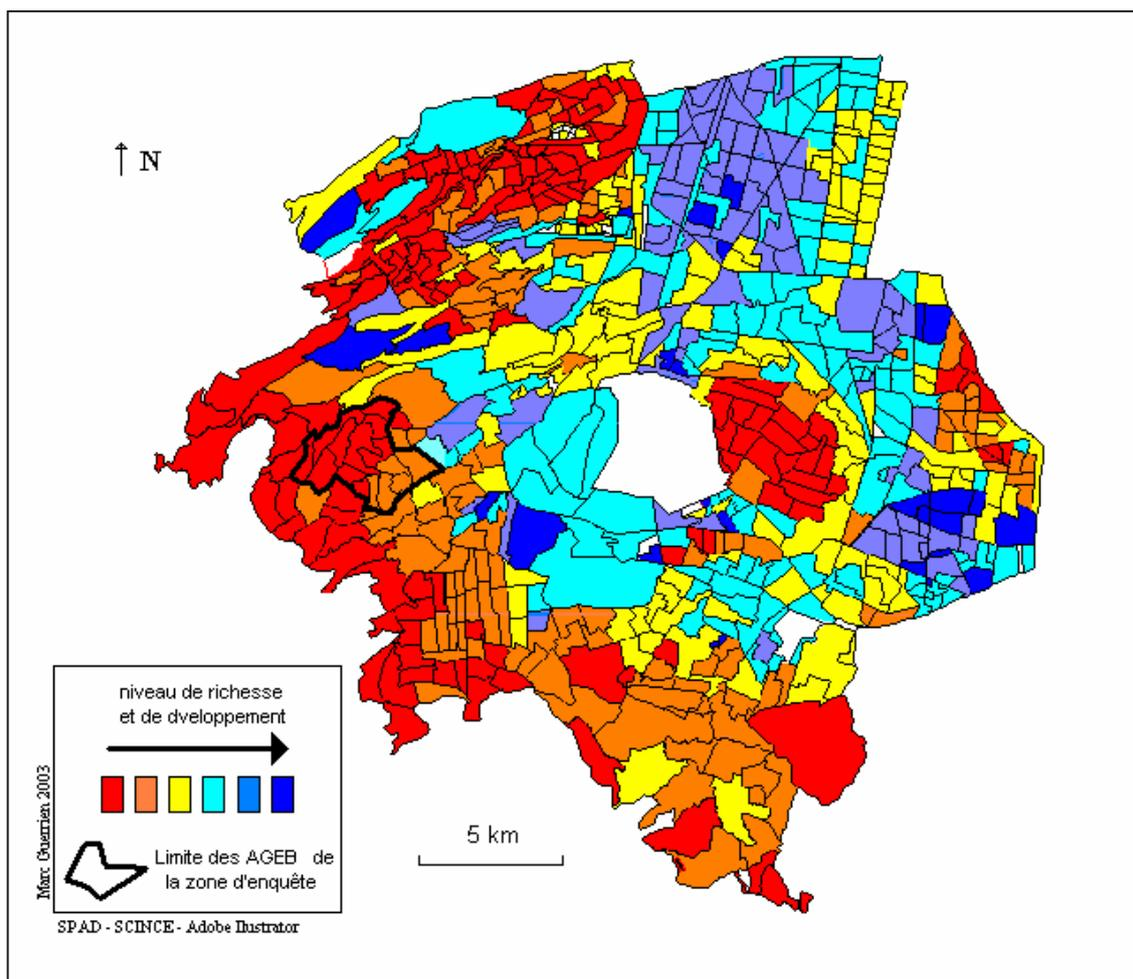 ↑ N
niveau de richesse
et de dveloppement
5 km
Limite des AGEB de
la zone d'enquête
Marc Guerrien 2003
SPAD - SCINCE - Adobe Ilustrator